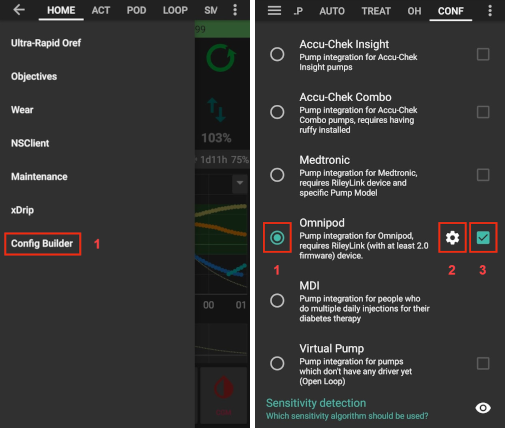 HOME ACT POD LOOP SM
99
Ultra-Rapid Oref
Objectives
Wear
NSClient
Maintenance
xDrip
Config Builder 1
103%
1d11h 75%
00 01
.P AUTO TREAT OH CONF
Accu-Chek Insight
Pump integration for Accu-Chek
Insight pumps
Accu-Chek Combo
Pump integration for Accu-Chek
Combo pumps, requires having
ruffy installed
Medtronic
Pump integration for Medtronic,
requires RileyLink device and
specific Pump Model
Omnipod
Pump integration for Omnipod,
requires RileyLink (with at least 2.0
firmware) device.
1 2 3
MDI
Pump integration for people who
do multiple daily injections for their
diabetes therapy
Virtual Pump
Pump integration for pumps
which don't have any driver yet
(Open Loop)
Sensitivity detection
Which sensitivity algorithm should be used?